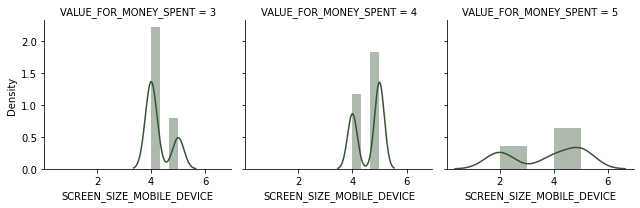 VALUE_FOR_MONEY_SPENT = 3
VALUE_FOR_MONEY_SPENT = 4
VALUE_FOR_MONEY_SPENT = 5
Density
2.0
1.5
1.0
0.5
0.0
2 4 6
2 4 6
2 4 6
SCREEN_SIZE_MOBILE_DEVICE
SCREEN_SIZE_MOBILE_DEVICE
SCREEN_SIZE_MOBILE_DEVICE